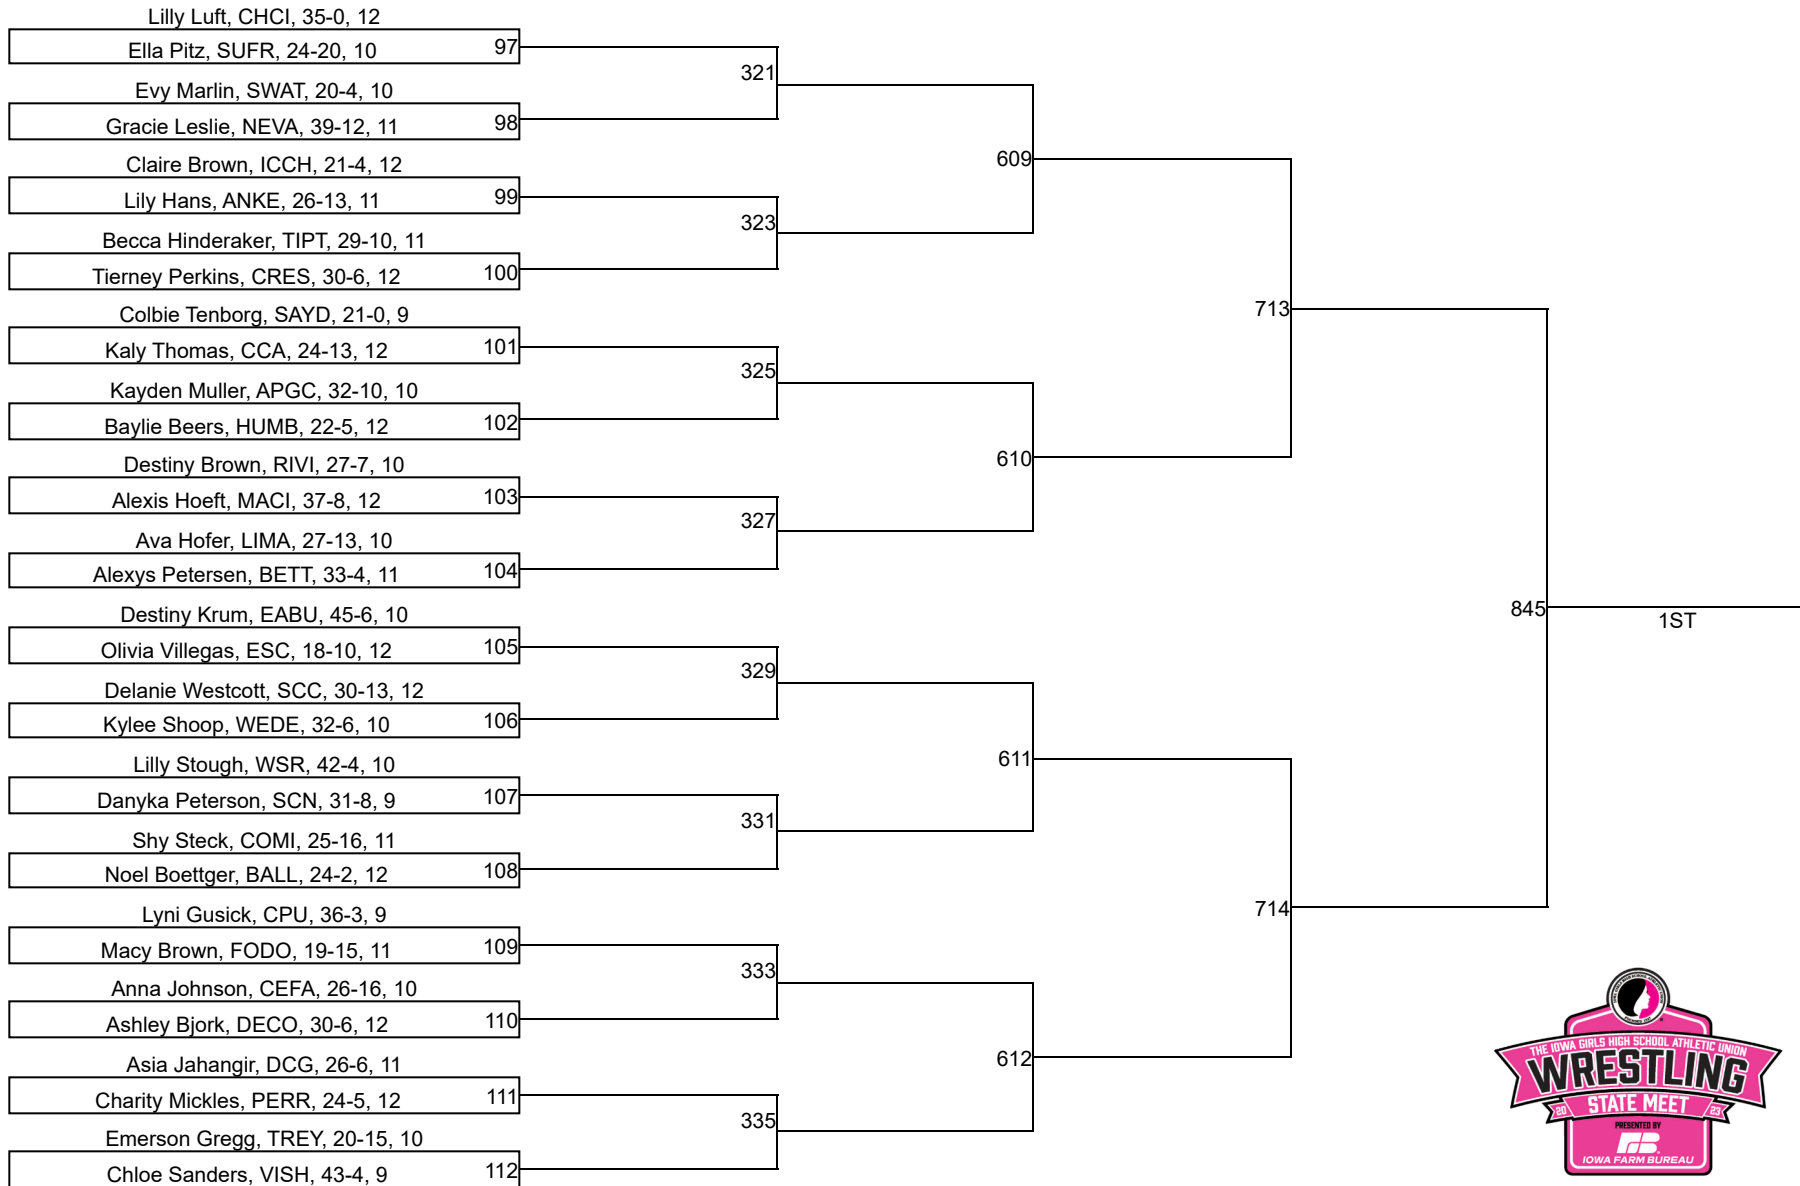 Lilly Luft, CHCI, 35-0, 12
Ella Pitz, SUFR, 24-20, 10
97
321
Evy Marlin, SWAT, 20-4, 10
Gracie Leslie, NEVA, 39-12, 11
98
609
Claire Brown, ICCH, 21-4, 12
Lily Hans, ANKE, 26-13, 11
99
323
Becca Hinderaker, TIPT, 29-10, 11
Tierney Perkins, CRES, 30-6, 12
100
713
Colbie Tenborg, SAYD, 21-0, 9
Kaly Thomas, CCA, 24-13, 12
101
325
Kayden Muller, APGC, 32-10, 10
Baylie Beers, HUMB, 22-5, 12
102
610
Destiny Brown, RIVI, 27-7, 10
Alexis Hoeft, MACI, 37-8, 12
103
327
Ava Hofer, LIMA, 27-13, 10
Alexys Petersen, BETT, 33-4, 11
104
845
1ST
Destiny Krum, EABU, 45-6, 10
Olivia Villegas, ESC, 18-10, 12
105
329
Delanie Westcott, SCC, 30-13, 12
Kylee Shoop, WEDE, 32-6, 10
106
611
Lilly Stough, WSR, 42-4, 10
Danyka Peterson, SCN, 31-8, 9
107
331
Shy Steck, COMI, 25-16, 11
Noel Boettger, BALL, 24-2, 12
108
714
Lyni Gusick, CPU, 36-3, 9
Macy Brown, FODO, 19-15, 11
109
333
Anna Johnson, CEFA, 26-16, 10
Ashley Bjork, DECO, 30-6, 12
110
612
Asia Jahangir, DCG, 26-6, 11
Charity Mickles, PERR, 24-5, 12
111
335
Emerson Gregg, TREY, 20-15, 10
Chloe Sanders, VISH, 43-4, 9
112
THE IOWA GIRLS HIGH SCHOOL ATHLETIC UNION
WRESTLING
20 STATE MEET 23
PRESENTED BY
FB
IOWA FARM BUREAU